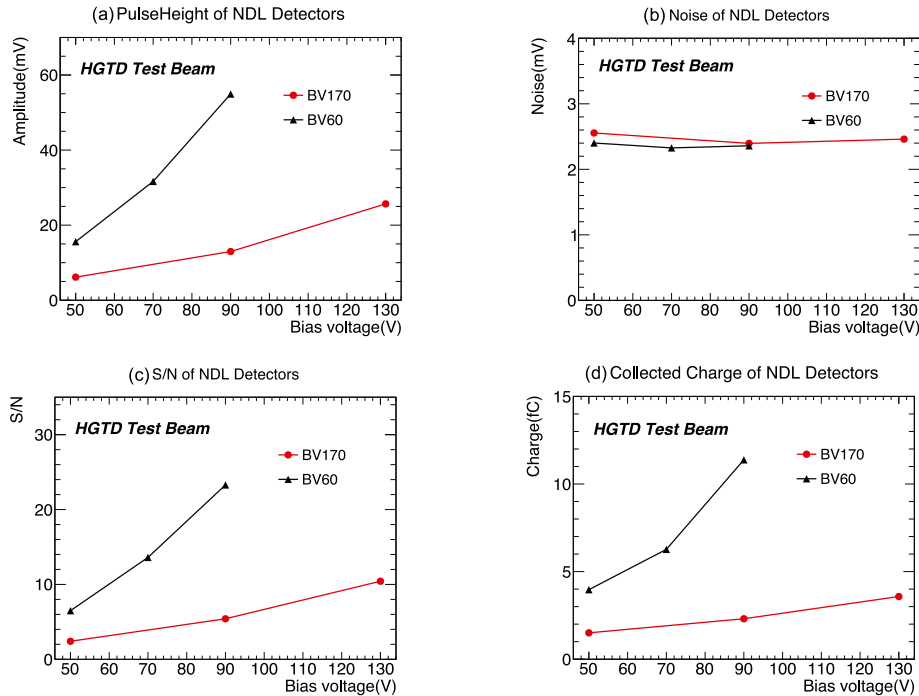 (a) PulseHeight of NDL Detectors
Amplitude(mV)
60
40
20
0
HGTD Test Beam
BV170
BV60
50 60 70 80 90 100 110 120 130
Bias voltage(V)
(b) Noise of NDL Detectors
Noise(mV)
4
3
2
1
0
HGTD Test Beam
BV170
BV60
50 60 70 80 90 100 110 120 130
Bias voltage(V)
(c) S/N of NDL Detectors
S/N
30
20
10
0
HGTD Test Beam
BV170
BV60
50 60 70 80 90 100 110 120 130
Bias voltage(V)
(d) Collected Charge of NDL Detectors
Charge(fC)
15
10
5
0
HGTD Test Beam
BV170
BV60
50 60 70 80 90 100 110 120 130
Bias voltage(V)